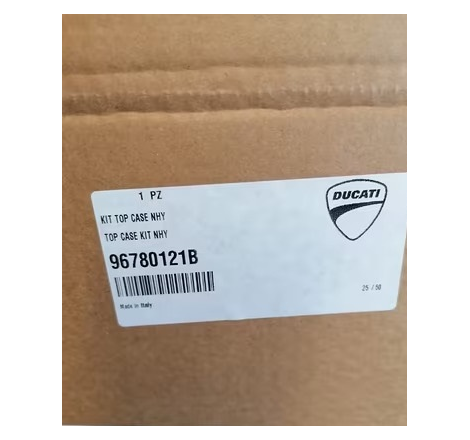 1 PZ
DUCATI
KIT TOP CASE NHY
TOP CASE KIT NHY
96780121B
Made in Italy
25 / 50